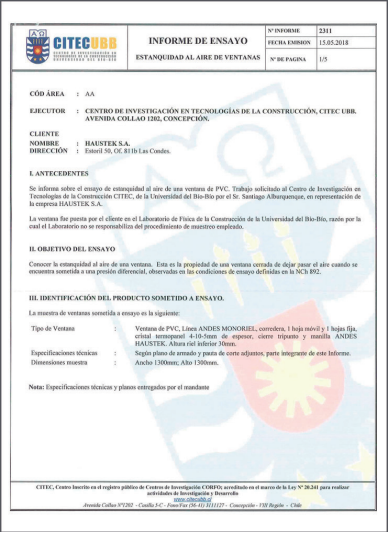 CITECUBB
CENTRO DE INVESTIGACIÓN EN
TECNOLOGÍAS DE LA CONSTRUCCIÓN
UNIVERSIDAD DEL BÍO-BÍO
INFORME DE ENSAYO
ESTANQUIDAD AL AIRE DE VENTANAS
Nº INFORME 2311
FECHA EMISION 15.05.2018
Nº DE PAGINA 1/5
CÓD ÁREA : AA
EJECUTOR : CENTRO DE INVESTIGACIÓN EN TECNOLOGÍAS DE LA CONSTRUCCIÓN, CITEC UBB.
AVENIDA COLLAO 1202, CONCEPCIÓN.
CLIENTE
NOMBRE : HAUSTEK S.A.
DIRECCIÓN : Estoril 50, Of. 811b Las Condes.
I. ANTECEDENTES
Se informa sobre el ensayo de estanquidad al aire de una ventana de PVC. Trabajo solicitado al Centro de Investigación en
Tecnologías de la Construcción CITEC, de la Universidad del Bío-Bío por el Sr. Santiago Alburquenque, en representación de
la empresa HAUSTEK S.A.
La ventana fue puesta por el cliente en el Laboratorio de Física de la Construcción de la Universidad del Bío-Bío, razón por la
cual el Laboratorio no se responsabiliza del procedimiento de muestreo empleado.
II. OBJETIVO DEL ENSAYO
Conocer la estanquidad al aire de una ventana. Esta es la propiedad de una ventana cerrada de dejar pasar el aire cuando se
encuentra sometida a una presión diferencial, observadas en las condiciones de ensayo definidas en la NCh 892.
III. IDENTIFICACIÓN DEL PRODUCTO SOMETIDO A ENSAYO.
La muestra de ventanas sometida a ensayo es la siguiente:
Tipo de Ventana : Ventana de PVC, Línea ANDES MONORIEL, corredera, 1 hoja móvil y 1 hojas fija,
cristal termopanel 4-10-5mm de espesor, cierre tripunto y manilla ANDES
HAUSTEK. Altura riel inferior 30mm.
Especificaciones técnicas : Según plano de armado y pauta de corte adjuntos, parte integrante de este Informe.
Dimensiones muestra : Ancho 1300mm; Alto 1300mm.
Nota: Especificaciones técnicas y planos entregados por el mandante
CITEC, Centro Inscrito en el registro público de Centros de Investigación CORFO; acreditado en el marco de la Ley Nº 20.241 para realizar
actividades de Investigación y Desarrollo
www.citecubb.cl
Avenida Collao Nº1202 - Casilla 5-C - Fono/Fax (56-41) 3111127 - Concepción - VIII Región - Chile